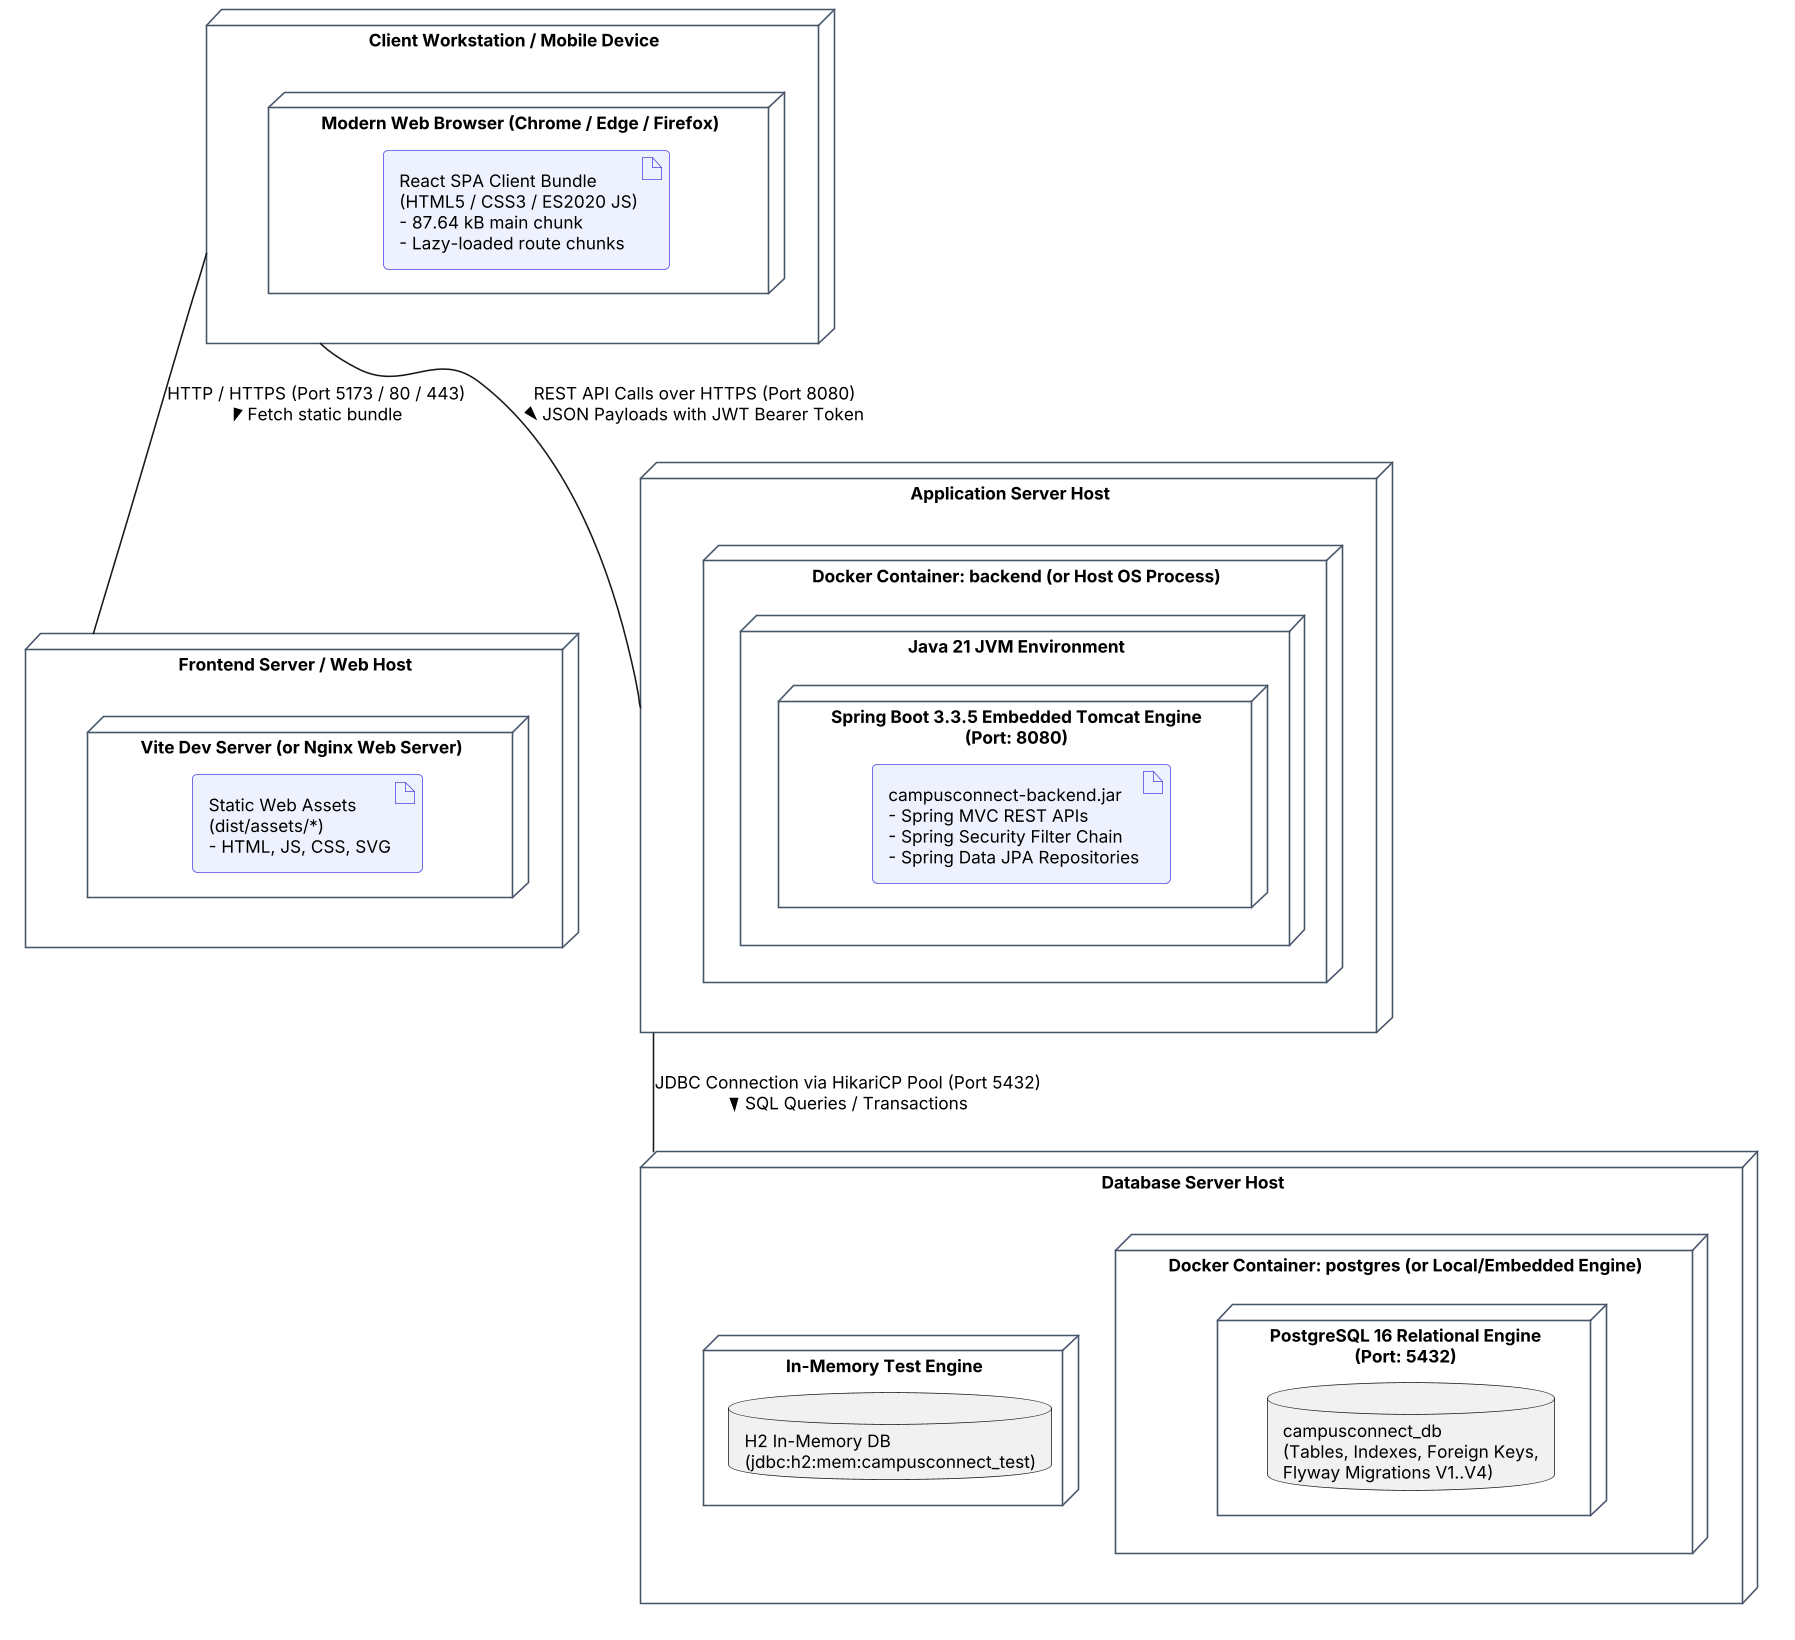 Client Workstation / Mobile Device
Modern Web Browser (Chrome / Edge / Firefox)
React SPA Client Bundle
(HTML5 / CSS3 / ES2020 JS)
- 87.64 kB main chunk
- Lazy-loaded route chunks
HTTP / HTTPS (Port 5173 / 80 / 443)
Fetch static bundle
REST API Calls over HTTPS (Port 8080)
JSON Payloads with JWT Bearer Token
Application Server Host
Docker Container: backend (or Host OS Process)
Java 21 JVM Environment
Spring Boot 3.3.5 Embedded Tomcat Engine
(Port: 8080)
campusconnect-backend.jar
- Spring MVC REST APIs
- Spring Security Filter Chain
- Spring Data JPA Repositories
Frontend Server / Web Host
Vite Dev Server (or Nginx Web Server)
Static Web Assets
(dist/assets/*)
- HTML, JS, CSS, SVG
JDBC Connection via HikariCP Pool (Port 5432)
SQL Queries / Transactions
Database Server Host
In-Memory Test Engine
H2 In-Memory DB
(jdbc:h2:mem:campusconnect_test)
Docker Container: postgres (or Local/Embedded Engine)
PostgreSQL 16 Relational Engine
(Port: 5432)
campusconnect_db
(Tables, Indexes, Foreign Keys,
Flyway Migrations V1..V4)